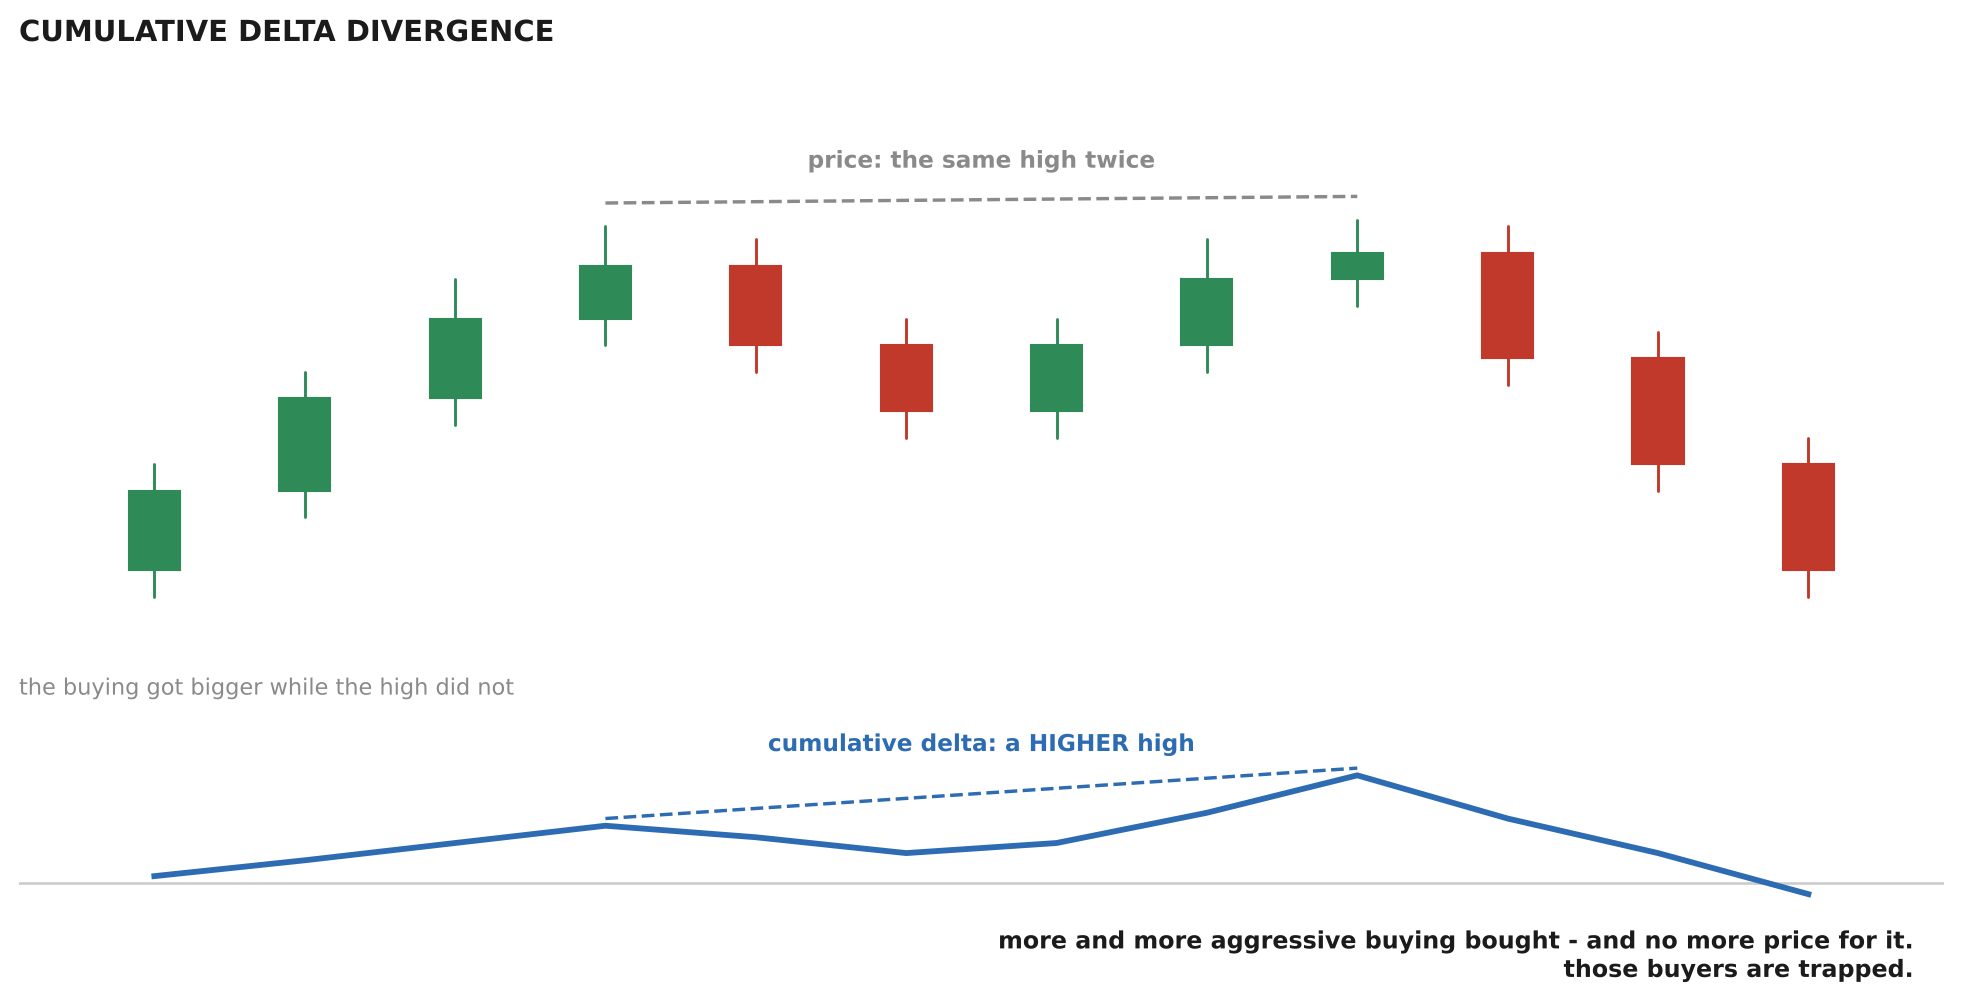 CUMULATIVE DELTA DIVERGENCE
price: the same high twice
the buying got bigger while the high did not
cumulative delta: a HIGHER high
more and more aggressive buying bought - and no more price for it.
those buyers are trapped.